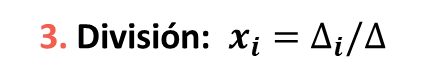 3. División: xᵢ = Δᵢ/Δ